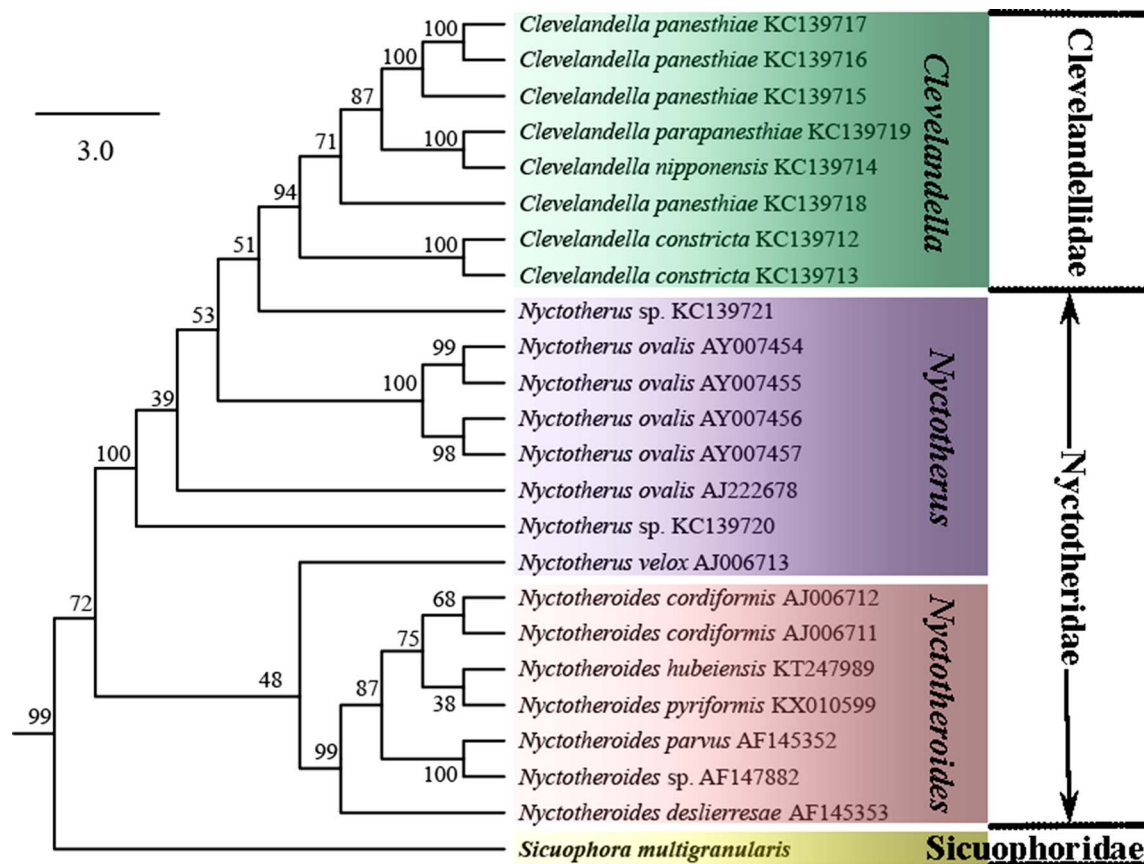 Clevelandella panesthiae KC139717
Clevelandella panesthiae KC139716
Clevelandella panesthiae KC139715
Clevelandella parapanesthiae KC139719
Clevelandella nipponensis KC139714
Clevelandella panesthiae KC139718
Clevelandella constricta KC139712
Clevelandella constricta KC139713
Nyctotherus sp. KC139721
Nyctotherus ovalis AY007454
Nyctotherus ovalis AY007455
Nyctotherus ovalis AY007456
Nyctotherus ovalis AY007457
Nyctotherus ovalis AJ222678
Nyctotherus sp. KC139720
Nyctotherus velox AJ006713
Nyctotheroides cordiformis AJ006712
Nyctotheroides cordiformis AJ006711
Nyctotheroides hubeiensis KT247989
Nyctotheroides pyriformis KX010599
Nyctotheroides parvus AF145352
Nyctotheroides sp. AF147882
Nyctotheroides deslierresae AF145353
Sicuophora multigranularis
Clevelandella
Nyctotherus
Nyctotheroides
Clevelandellidae
Nyctotheridae
Sicuophoridae
3.0
100
100
87
100
71
94
100
51
53
99
100
98
39
100
72
68
75
38
87
48
99
100
99